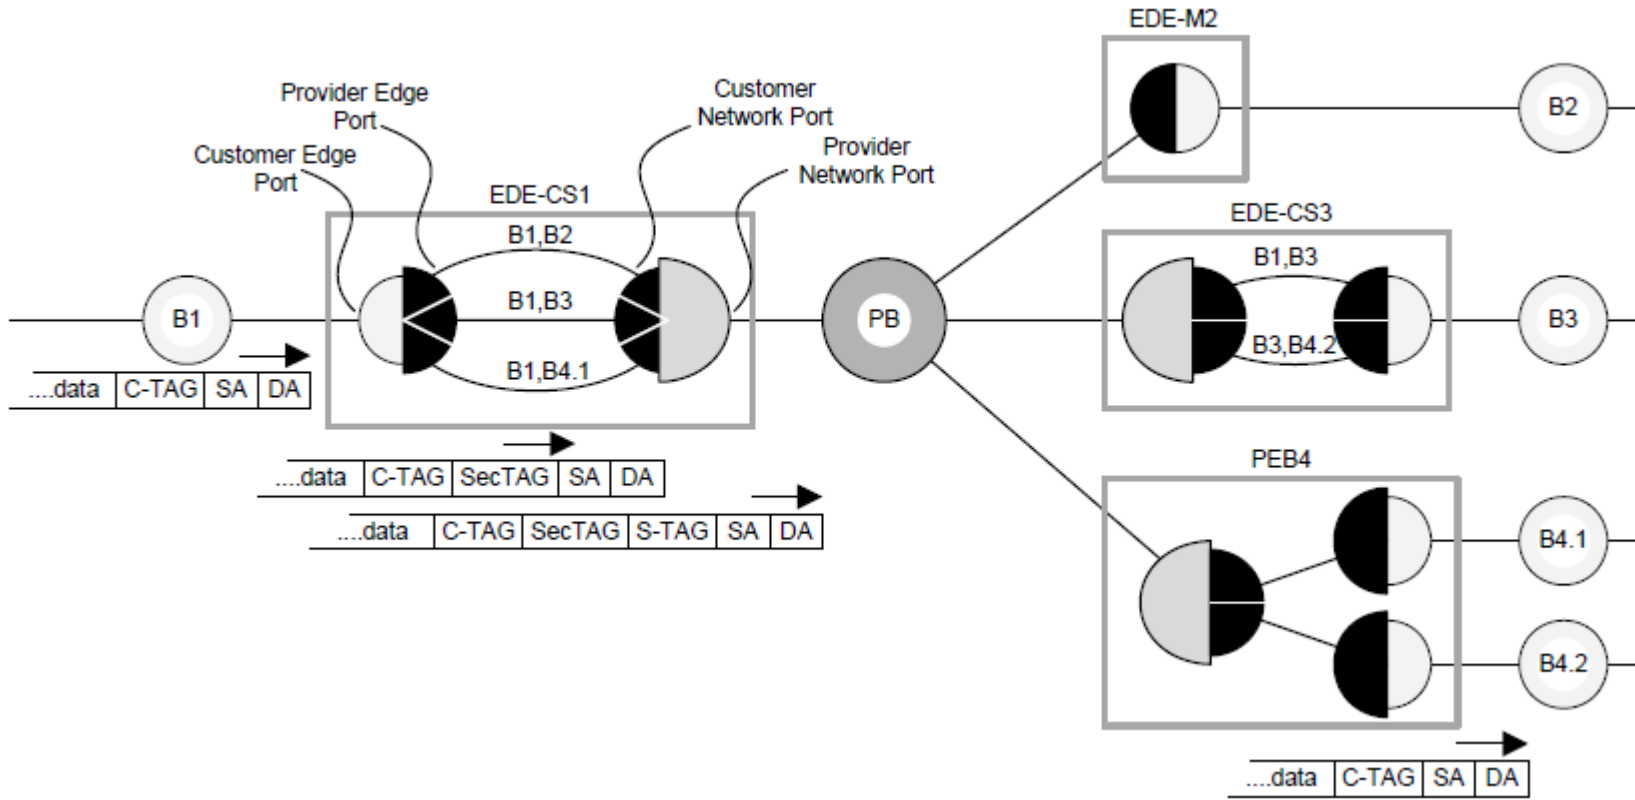 EDE-M2
Provider Edge
Port
Customer
Network Port
Customer Edge
Port
Provider
Network Port
B2
EDE-CS1
EDE-CS3
B1,B2
B1,B3
B1,B3
B1
PB
B3
B3,B4.2
B1,B4.1
....data C-TAG SA DA
....data C-TAG SecTAG SA DA
PEB4
....data C-TAG SecTAG S-TAG SA DA
B4.1
B4.2
....data C-TAG SA DA